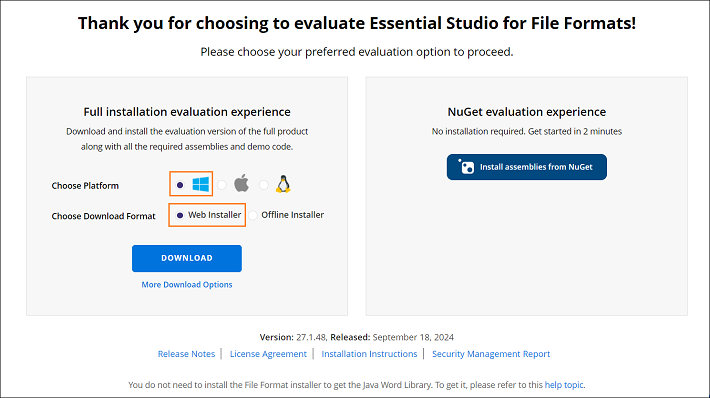 Thank you for choosing to evaluate Essential Studio for File Formats!
Please choose your preferred evaluation option to proceed.
Full installation evaluation experience
Download and install the evaluation version of the full product
along with all the required assemblies and demo code.
Choose Platform
Choose Download Format
Web Installer
Offline Installer
DOWNLOAD
More Download Options
NuGet evaluation experience
No installation required. Get started in 2 minutes
Install assemblies from NuGet
Version: 27.1.48, Released: September 18, 2024
Release Notes | License Agreement | Installation Instructions | Security Management Report
You do not need to install the File Format installer to get the Java Word Library. To get it, please refer to this help topic.